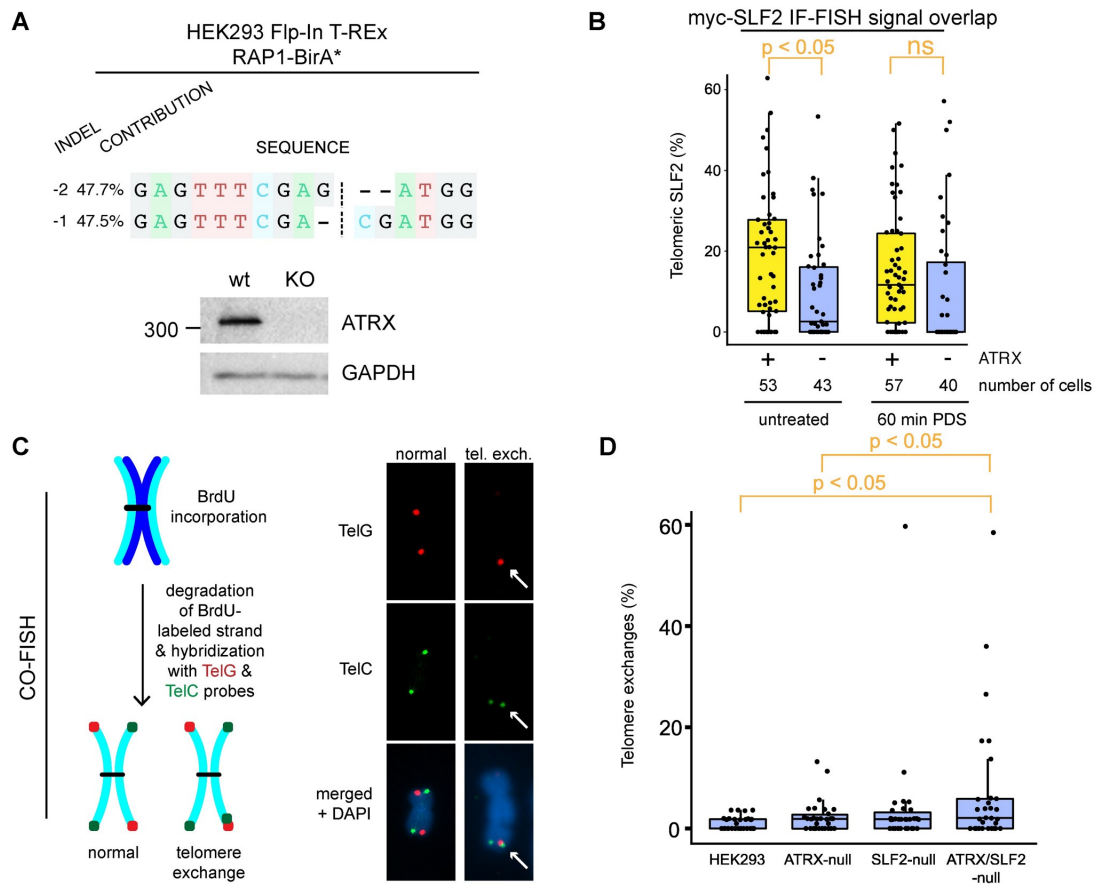 A
HEK293 Flp-In T-REx
RAP1-BirA*
INDEL
CONTRIBUTION
SEQUENCE
-2 47.7% G A G T T T C G A G - - A T G G
-1 47.5% G A G T T T C G A - C G A T G G
wt KO
300
ATRX
GAPDH
B
myc-SLF2 IF-FISH signal overlap
p < 0.05
ns
60
40
20
0
Telomeric SLF2 (%)
+ - + - ATRX
53 43 57 40 number of cells
untreated 60 min PDS
C
CO-FISH
BrdU
incorporation
degradation
of BrdU-
labeled strand
& hybridization
with TelG &
TelC probes
normal
telomere
exchange
normal tel. exch.
TelG
TelC
merged
+ DAPI
D
p < 0.05
p < 0.05
60
40
20
0
Telomere exchanges (%)
HEK293 ATRX-null SLF2-null ATRX/SLF2
-null